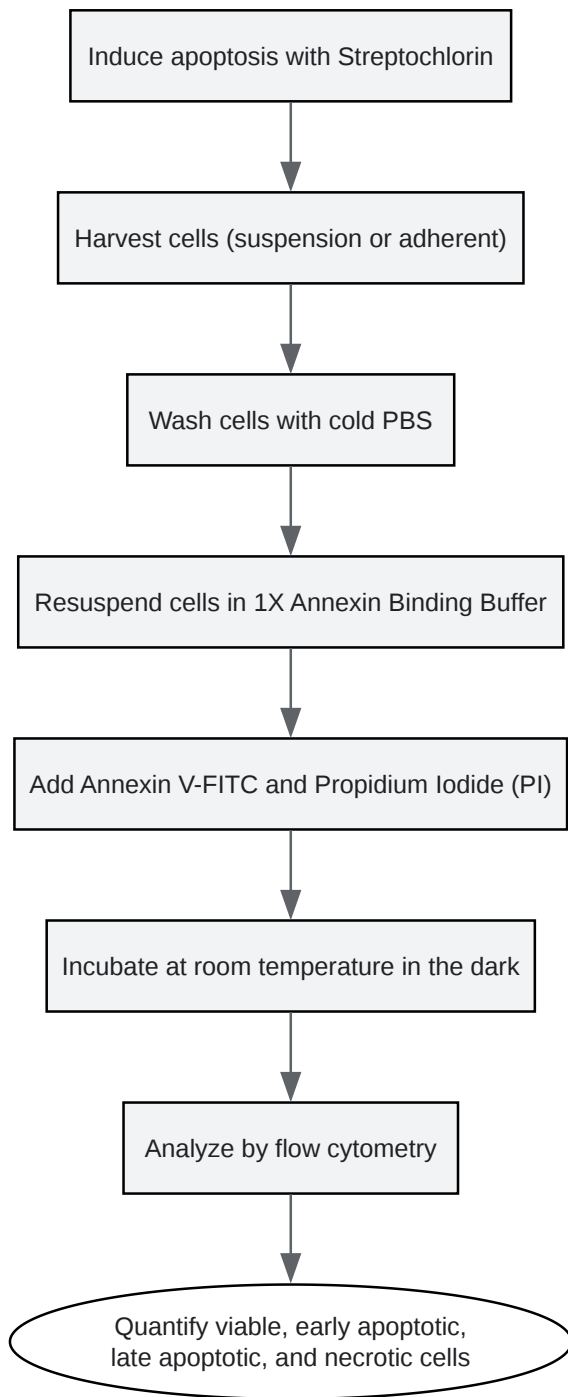 Induce apoptosis with Streptochlorin
Harvest cells (suspension or adherent)
Wash cells with cold PBS
Resuspend cells in 1X Annexin Binding Buffer
Add Annexin V-FITC and Propidium Iodide (PI)
Incubate at room temperature in the dark
Analyze by flow cytometry
Quantify viable, early apoptotic,
late apoptotic, and necrotic cells